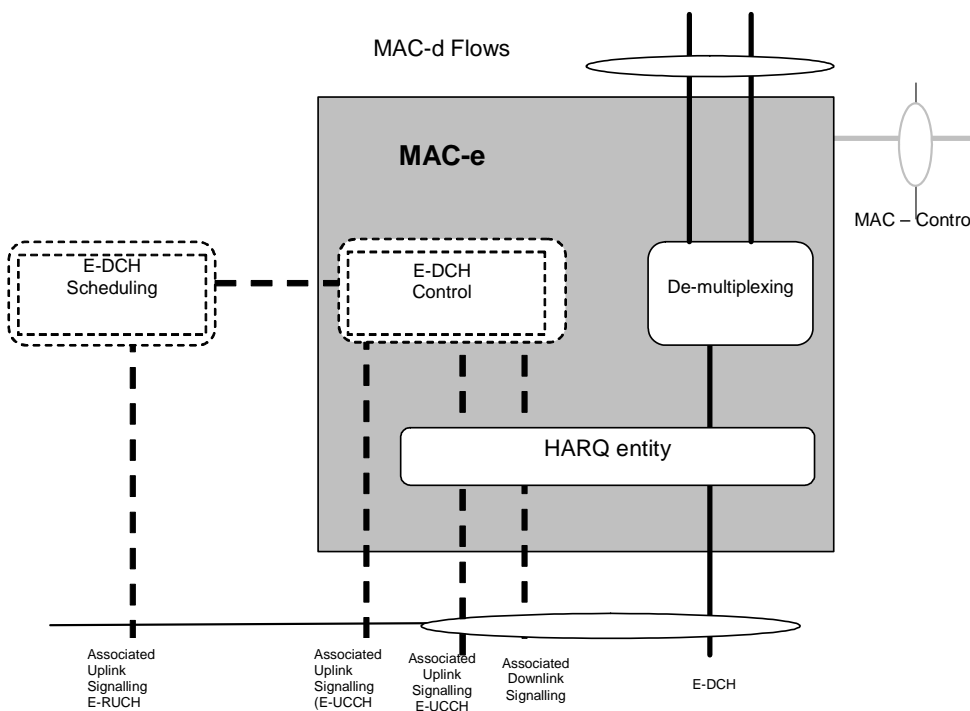 MAC-d Flows
MAC-e
MAC – Control
E-DCH
Scheduling
E-DCH
Control
De-multiplexing
HARQ entity
Associated
Uplink
Signalling
E-RUCH
Associated
Uplink
Signalling
(E-UCCH
Associated
Uplink
Signalling
E-UCCH
Associated
Downlink
Signalling
E-DCH